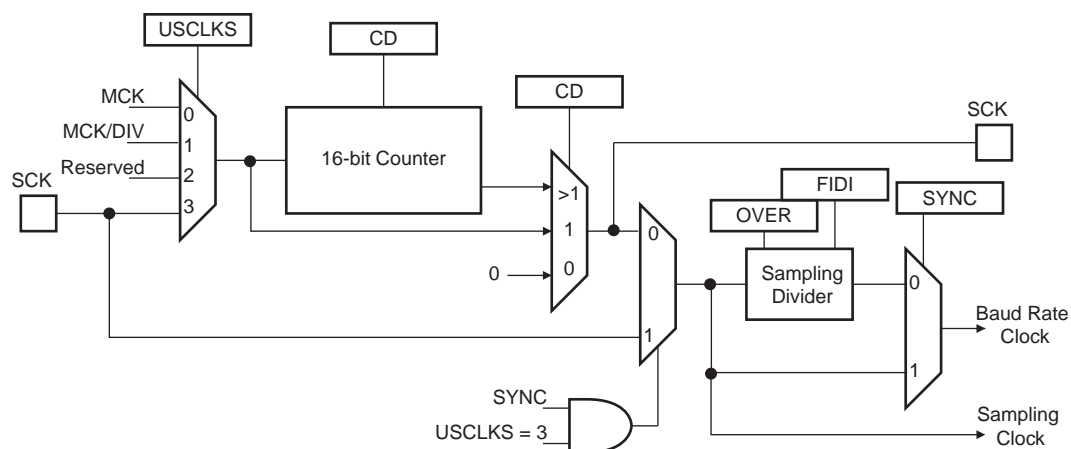 USCLKS
CD
CD
MCK
0
MCK/DIV
1
16-bit Counter
Reserved
2
SCK
3
SCK
>1
1
0
0
FIDI
OVER
SYNC
0
1
Sampling
Divider
0
1
Baud Rate
Clock
SYNC
USCLKS = 3
Sampling
Clock